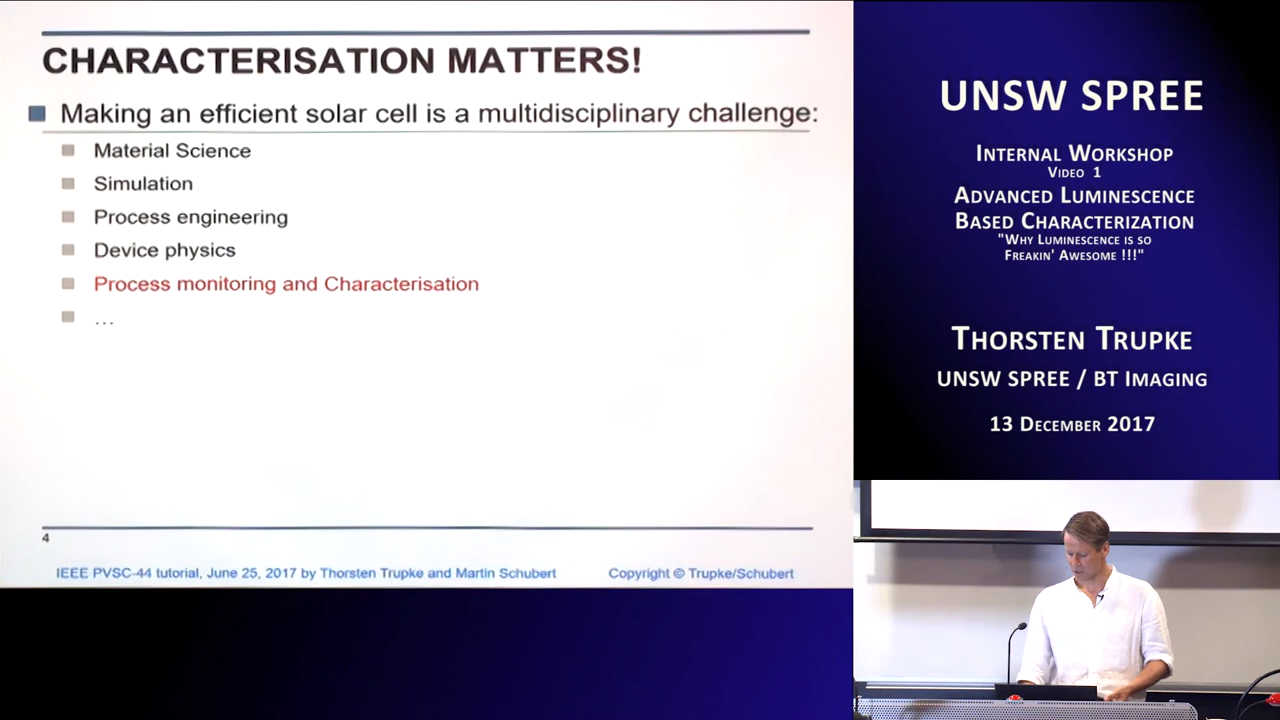 CHARACTERISATION MATTERS!
Making an efficient solar cell is a multidisciplinary challenge:
Material Science
Simulation
Process engineering
Device physics
Process monitoring and Characterisation
...
4
IEEE PVSC-44 tutorial, June 25, 2017 by Thorsten Trupke and Martin Schubert
Copyright © Trupke/Schubert
UNSW SPREE
Internal Workshop
Video 1
Advanced Luminescence
Based Characterization
"Why Luminescence is so
Freakin' Awesome !!!"
Thorsten Trupke
UNSW SPREE / BT Imaging
13 December 2017